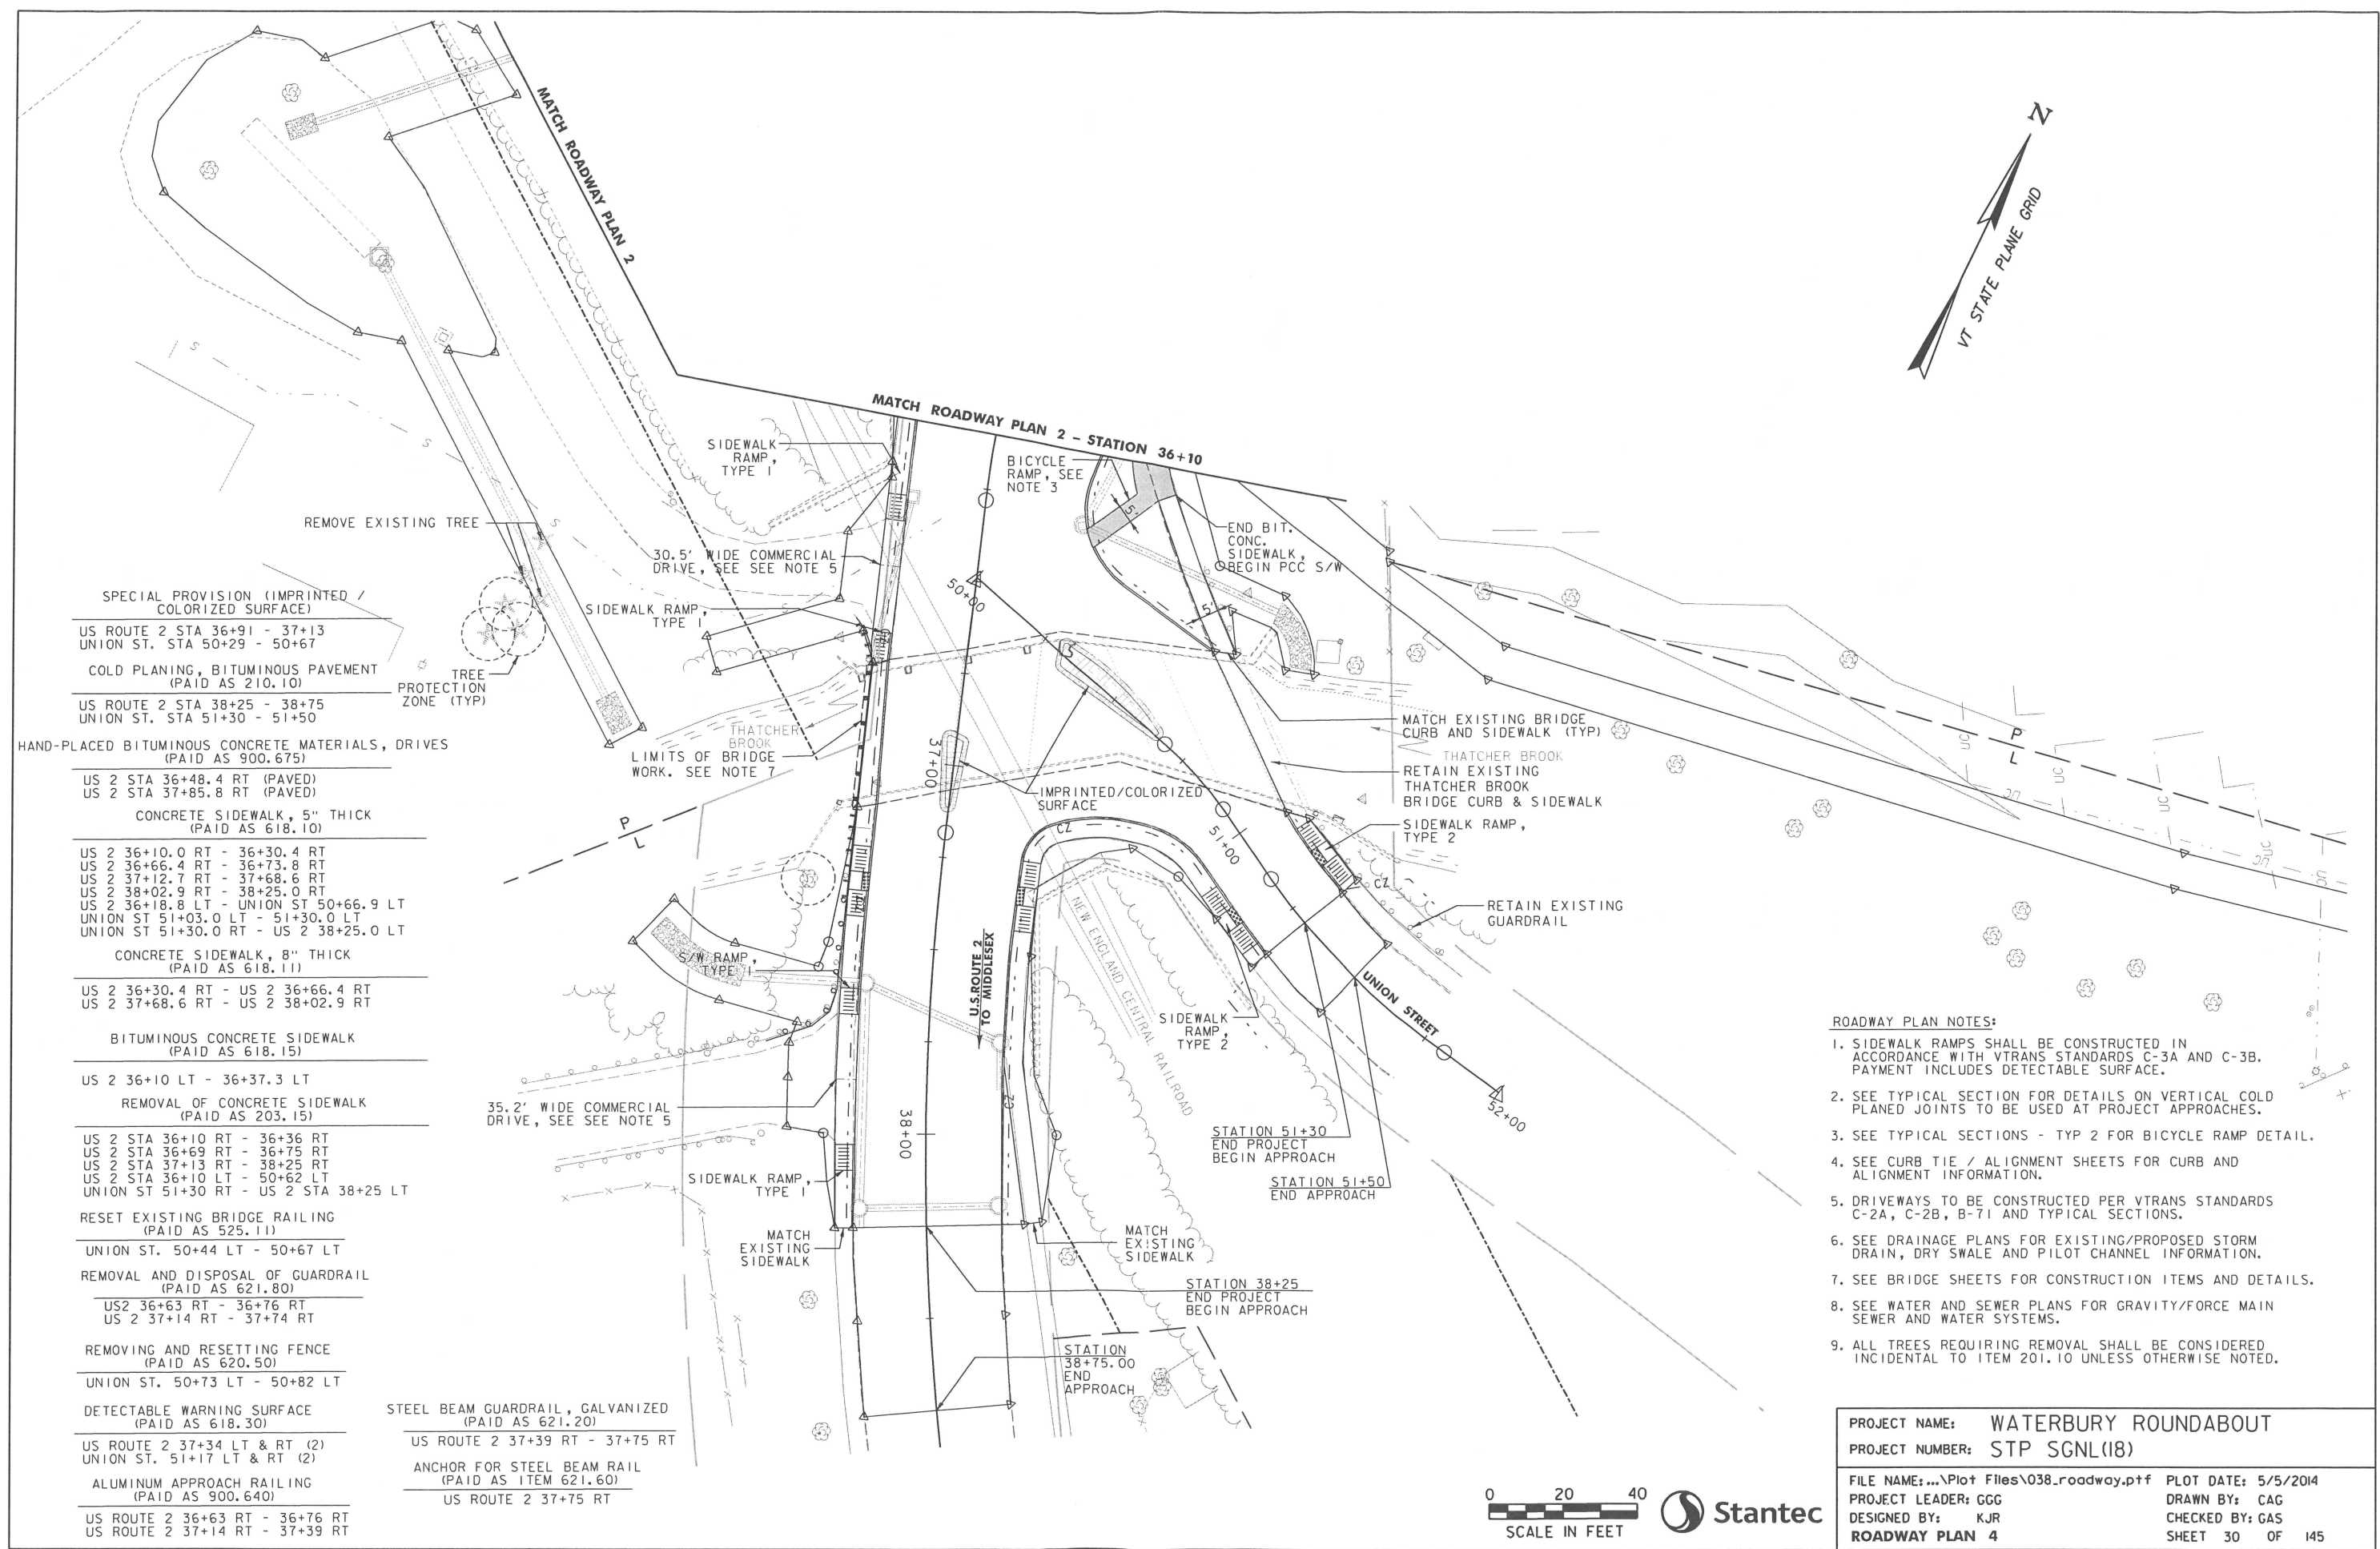 MATCH ROADWAY PLAN 2
N
VT STATE PLANE GRID
MATCH ROADWAY PLAN 2 - STATION 36+10
SIDEWALK
RAMP,
TYPE 1
BICYCLE
RAMP, SEE
NOTE 3
5'
END BIT.
CONC.
SIDEWALK,
BEGIN PCC S/W
REMOVE EXISTING TREE
30.5' WIDE COMMERCIAL
DRIVE, SEE SEE NOTE 5
50+00
SIDEWALK RAMP,
TYPE 1
5'
S
S
S
S
S
TREE
PROTECTION
ZONE (TYP)
THATCHER
BROOK
LIMITS OF BRIDGE
WORK. SEE NOTE 7
37+00
IMPRINTED/COLORIZED
SURFACE
MATCH EXISTING BRIDGE
CURB AND SIDEWALK (TYP)
THATCHER BROOK
RETAIN EXISTING
THATCHER BROOK
BRIDGE CURB & SIDEWALK
SIDEWALK RAMP,
TYPE 2
P
L
P
L
UC
UC
UC
UC
UC
UC
UC
UC
CZ
51+00
CZ
RETAIN EXISTING
GUARDRAIL
NEW ENGLAND CENTRAL RAILROAD
S/W RAMP,
TYPE 1
U.S.ROUTE 2
TO MIDDLESEX
UNION STREET
SIDEWALK
RAMP,
TYPE 2
52+00
35.2' WIDE COMMERCIAL
DRIVE, SEE SEE NOTE 5
CZ
38+00
STATION 51+30
END PROJECT
BEGIN APPROACH
STATION 51+50
END APPROACH
SIDEWALK RAMP,
TYPE 1
MATCH
EXISTING
SIDEWALK
MATCH
EXISTING
SIDEWALK
STATION 38+25
END PROJECT
BEGIN APPROACH
STATION
38+75.00
END
APPROACH
SPECIAL PROVISION (IMPRINTED /
COLORIZED SURFACE)
US ROUTE 2 STA 36+91 - 37+13
UNION ST. STA 50+29 - 50+67
COLD PLANING, BITUMINOUS PAVEMENT
(PAID AS 210.10)
US ROUTE 2 STA 38+25 - 38+75
UNION ST. STA 51+30 - 51+50
HAND-PLACED BITUMINOUS CONCRETE MATERIALS, DRIVES
(PAID AS 900.675)
US 2 STA 36+48.4 RT (PAVED)
US 2 STA 37+85.8 RT (PAVED)
CONCRETE SIDEWALK, 5" THICK
(PAID AS 618.10)
US 2 36+10.0 RT - 36+30.4 RT
US 2 36+66.4 RT - 36+73.8 RT
US 2 37+12.7 RT - 37+68.6 RT
US 2 38+02.9 RT - 38+25.0 RT
US 2 36+18.8 LT - UNION ST 50+66.9 LT
UNION ST 51+03.0 LT - 51+30.0 LT
UNION ST 51+30.0 RT - US 2 38+25.0 LT
CONCRETE SIDEWALK, 8" THICK
(PAID AS 618.11)
US 2 36+30.4 RT - US 2 36+66.4 RT
US 2 37+68.6 RT - US 2 38+02.9 RT
BITUMINOUS CONCRETE SIDEWALK
(PAID AS 618.15)
US 2 36+10 LT - 36+37.3 LT
REMOVAL OF CONCRETE SIDEWALK
(PAID AS 203.15)
US 2 STA 36+10 RT - 36+36 RT
US 2 STA 36+69 RT - 36+75 RT
US 2 STA 37+13 RT - 38+25 RT
US 2 STA 36+10 LT - 50+62 LT
UNION ST 51+30 RT - US 2 STA 38+25 LT
RESET EXISTING BRIDGE RAILING
(PAID AS 525.11)
UNION ST. 50+44 LT - 50+67 LT
REMOVAL AND DISPOSAL OF GUARDRAIL
(PAID AS 621.80)
US2 36+63 RT - 36+76 RT
US 2 37+14 RT - 37+74 RT
REMOVING AND RESETTING FENCE
(PAID AS 620.50)
UNION ST. 50+73 LT - 50+82 LT
DETECTABLE WARNING SURFACE
(PAID AS 618.30)
US ROUTE 2 37+34 LT & RT (2)
UNION ST. 51+17 LT & RT (2)
ALUMINUM APPROACH RAILING
(PAID AS 900.640)
US ROUTE 2 36+63 RT - 36+76 RT
US ROUTE 2 37+14 RT - 37+39 RT
STEEL BEAM GUARDRAIL, GALVANIZED
(PAID AS 621.20)
US ROUTE 2 37+39 RT - 37+75 RT
ANCHOR FOR STEEL BEAM RAIL
(PAID AS ITEM 621.60)
US ROUTE 2 37+75 RT
ROADWAY PLAN NOTES:
1. SIDEWALK RAMPS SHALL BE CONSTRUCTED IN
ACCORDANCE WITH VTRANS STANDARDS C-3A AND C-3B.
PAYMENT INCLUDES DETECTABLE SURFACE.
2. SEE TYPICAL SECTION FOR DETAILS ON VERTICAL COLD
PLANED JOINTS TO BE USED AT PROJECT APPROACHES.
3. SEE TYPICAL SECTIONS - TYP 2 FOR BICYCLE RAMP DETAIL.
4. SEE CURB TIE / ALIGNMENT SHEETS FOR CURB AND
ALIGNMENT INFORMATION.
5. DRIVEWAYS TO BE CONSTRUCTED PER VTRANS STANDARDS
C-2A, C-2B, B-71 AND TYPICAL SECTIONS.
6. SEE DRAINAGE PLANS FOR EXISTING/PROPOSED STORM
DRAIN, DRY SWALE AND PILOT CHANNEL INFORMATION.
7. SEE BRIDGE SHEETS FOR CONSTRUCTION ITEMS AND DETAILS.
8. SEE WATER AND SEWER PLANS FOR GRAVITY/FORCE MAIN
SEWER AND WATER SYSTEMS.
9. ALL TREES REQUIRING REMOVAL SHALL BE CONSIDERED
INCIDENTAL TO ITEM 201.10 UNLESS OTHERWISE NOTED.
0 20 40
SCALE IN FEET
Stantec
PROJECT NAME: WATERBURY ROUNDABOUT
PROJECT NUMBER: STP SGNL(18)
FILE NAME:...\Plot Files\038_roadway.ptf PLOT DATE: 5/5/2014
PROJECT LEADER: GGG DRAWN BY: CAG
DESIGNED BY: KJR CHECKED BY: GAS
ROADWAY PLAN 4 SHEET 30 OF 145